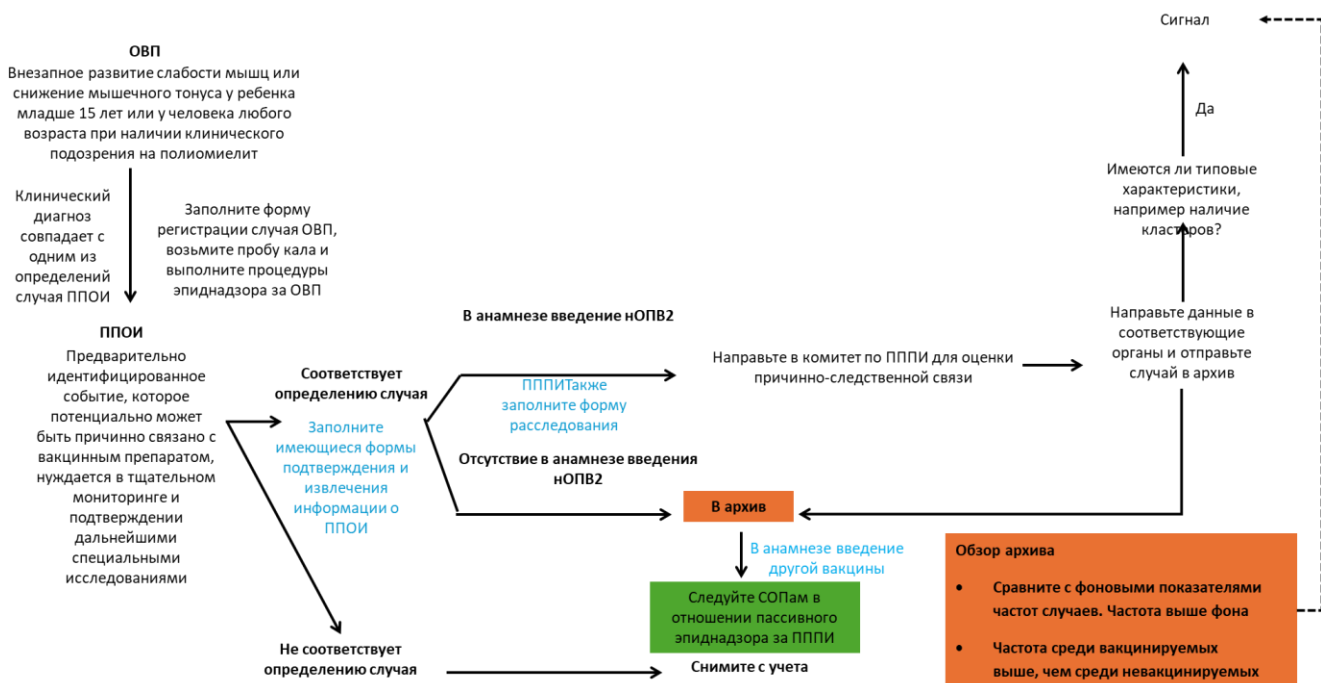 ОВП
Внезапное развитие слабости мышц или
снижение мышечного тонуса у ребенка
младше 15 лет или у человека любого
возраста при наличии клинического
подозрения на полиомиелит
Клинический
диагноз
совпадает с
одним из
определений
случая ППОИ
Заполните форму
регистрации случая ОВП,
возьмите пробу кала и
выполните процедуры
эпиднадзора за ОВП
ППОИ
Предварительно
идентифицированное
событие, которое
потенциально может
быть причинно связано с
вакцинным препаратом,
нуждается в тщательном
мониторинге и
подтверждении
дальнейшими
специальными
исследованиями
Соответствует
определению случая
Заполните
имеющиеся формы
подтверждения и
извлечения
информации о
ППОИ
Не соответствует
определению случая
В анамнезе введение нОПВ2
ПППИТакже
заполните форму
расследования
Отсутствие в анамнезе введения
нОПВ2
Направьте в комитет по ПППИ для оценки
причинно-следственной связи
В архив
В анамнезе введение
другой вакцины
Следуйте СОПам в
отношении пассивного
эпиднадзора за ПППИ
Снимите с учета
Сигнал
Да
Имеются ли типовые
характеристики,
например наличие
кластеров?
Направьте данные в
соответствующие
органы и отправьте
случай в архив
Обзор архива
• Сравните с фоновыми показателями
частот случаев. Частота выше фона
• Частота среди вакцинируемых
выше, чем среди невакцинируемых